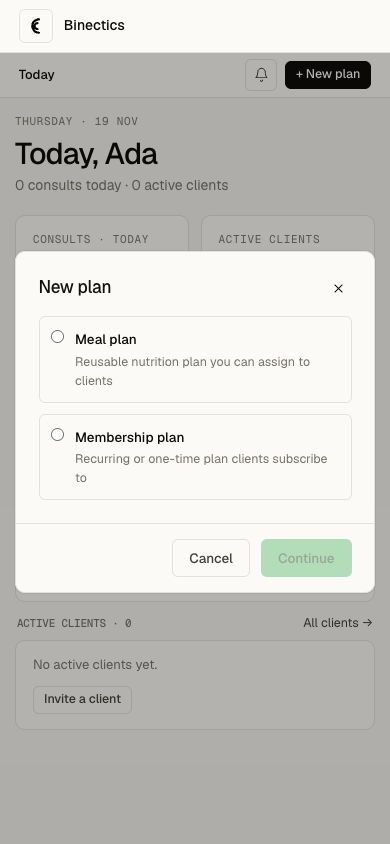 Binectics
Today
+ New plan
THURSDAY · 19 NOV
Today, Ada
0 consults today · 0 active clients
CONSULTS · TODAY
ACTIVE CLIENTS
New plan
×
Meal plan
Reusable nutrition plan you can assign to
clients
Membership plan
Recurring or one-time plan clients subscribe
to
Cancel
Continue
ACTIVE CLIENTS · 0
All clients →
No active clients yet.
Invite a client